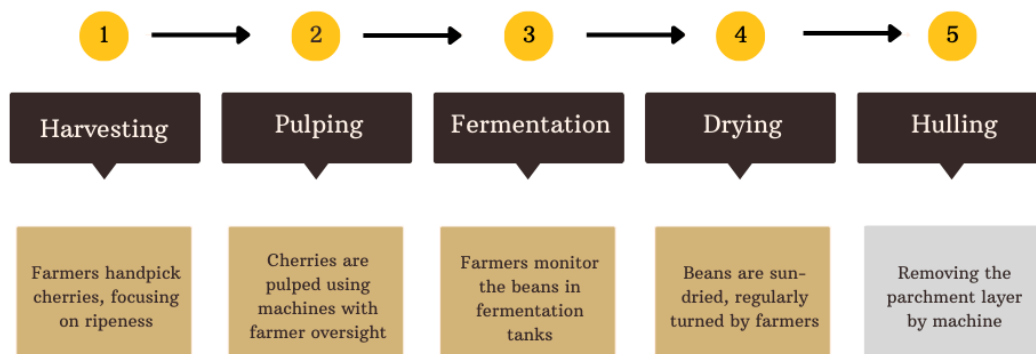 1
2
3
4
5
Harvesting
Pulping
Fermentation
Drying
Hulling
Farmers handpick
cherries, focusing
on ripeness
Cherries are
pulped using
machines with
farmer oversight
Farmers monitor
the beans in
fermentation
tanks
Beans are sun-
dried, regularly
turned by farmers
Removing the
parchment layer
by machine